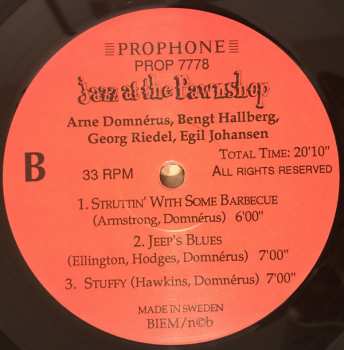 PROPHONE
PROP 7778
Jazz at the Pawnshop
Arne Domnérus, Bengt Hallberg,
Georg Riedel, Egil Johansen
TOTAL TIME: 20'10"
B
33 RPM
ALL RIGHTS RESERVED
1. STRUTTIN' WITH SOME BARBECUE
(Armstrong, Domnérus) 6'00"
2. JEEP'S BLUES
(Ellington, Hodges, Domnérus) 7'00"
3. STUFFY (Hawkins, Domnérus) 7'00"
MADE IN SWEDEN
BIEM/n©b